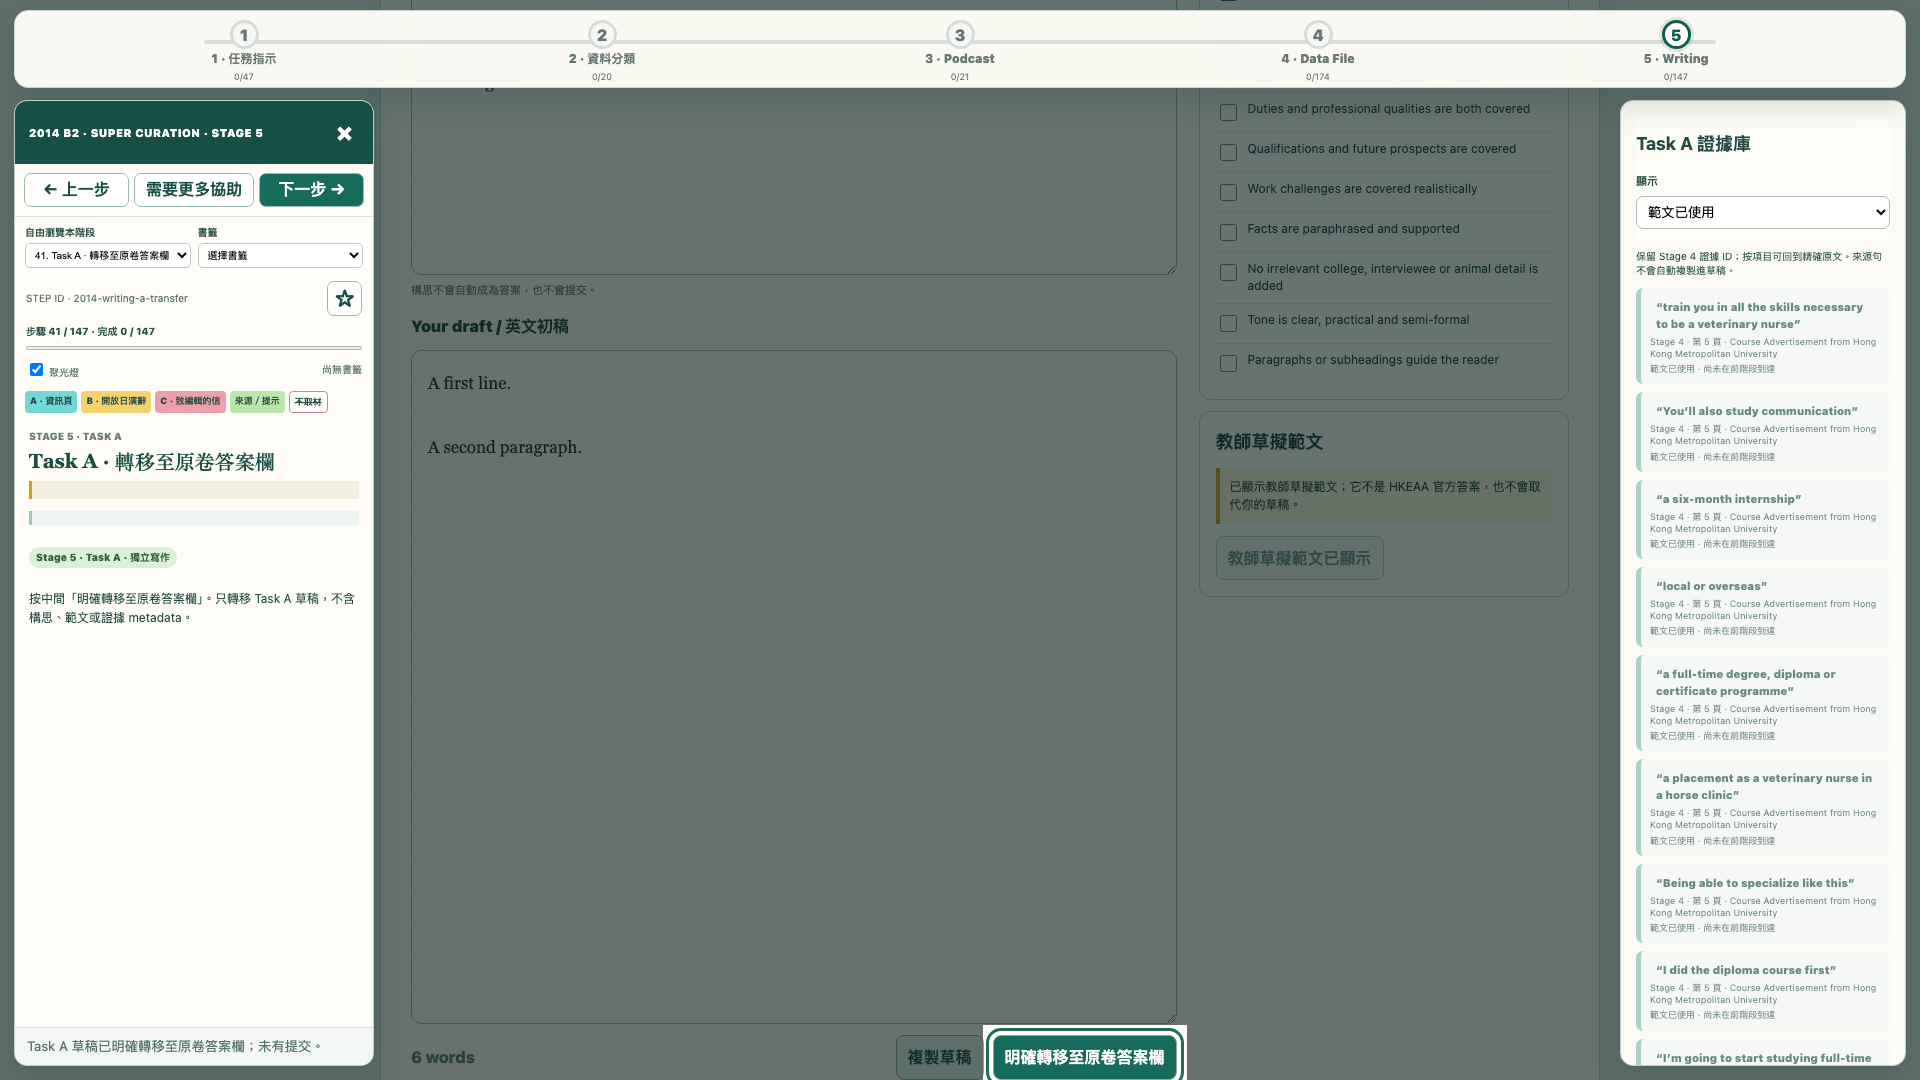 1
1 · 任務指示
0/47
2
2 · 資料分類
0/20
3
3 · Podcast
0/21
4
4 · Data File
0/174
5
5 · Writing
0/147
2014 B2 · SUPER CURATION · STAGE 5
← 上一步
需要更多協助
下一步 →
自由瀏覽本階段
書籤
41. Task A · 轉移至原卷答案欄
選擇書籤
STEP ID · 2014-writing-a-transfer
步驟 41 / 147 · 完成 0 / 147
聚光燈
尚無書籤
A · 資訊頁
B · 開放日演辭
C · 致編輯的信
來源 / 提示
不取材
STAGE 5 · TASK A
Task A · 轉移至原卷答案欄
Stage 5 · Task A · 獨立寫作
按中間「明確轉移至原卷答案欄」。只轉移 Task A 草稿，不含
構思、範文或證據 metadata。
Task A 草稿已明確轉移至原卷答案欄；未有提交。
構思不會自動成為答案，也不會提交。
Your draft / 英文初稿
A first line.
A second paragraph.
6 words
複製草稿
明確轉移至原卷答案欄
Duties and professional qualities are both covered
Qualifications and future prospects are covered
Work challenges are covered realistically
Facts are paraphrased and supported
No irrelevant college, interviewee or animal detail is
added
Tone is clear, practical and semi-formal
Paragraphs or subheadings guide the reader
教師草擬範文
已顯示教師草擬範文；它不是 HKEAA 官方答案，也不會取
代你的草稿。
教師草擬範文已顯示
Task A 證據庫
顯示
範文已使用
保留 Stage 4 證據 ID；按項目可回到精確原文。來源句
不會自動複製進草稿。
“train you in all the skills necessary
to be a veterinary nurse”
Stage 4 · 第 5 頁 · Course Advertisement from Hong
Kong Metropolitan University
範文已使用 · 尚未在前階段到達
“You’ll also study communication”
Stage 4 · 第 5 頁 · Course Advertisement from Hong
Kong Metropolitan University
範文已使用 · 尚未在前階段到達
“a six-month internship”
Stage 4 · 第 5 頁 · Course Advertisement from Hong
Kong Metropolitan University
範文已使用 · 尚未在前階段到達
“local or overseas”
Stage 4 · 第 5 頁 · Course Advertisement from Hong
Kong Metropolitan University
範文已使用 · 尚未在前階段到達
“a full-time degree, diploma or
certificate programme”
Stage 4 · 第 5 頁 · Course Advertisement from Hong
Kong Metropolitan University
範文已使用 · 尚未在前階段到達
“a placement as a veterinary nurse in
a horse clinic”
Stage 4 · 第 5 頁 · Course Advertisement from Hong
Kong Metropolitan University
範文已使用 · 尚未在前階段到達
“Being able to specialize like this”
Stage 4 · 第 5 頁 · Course Advertisement from Hong
Kong Metropolitan University
範文已使用 · 尚未在前階段到達
“I did the diploma course first”
Stage 4 · 第 5 頁 · Course Advertisement from Hong
Kong Metropolitan University
範文已使用 · 尚未在前階段到達
“I’m going to start studying full-time